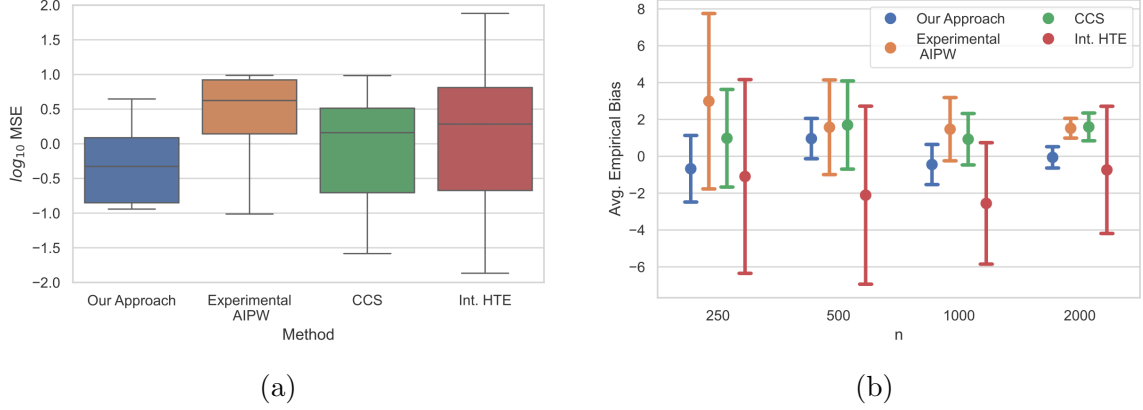 2.0
1.5
1.0
0.5
0.0
−0.5
−1.0
−1.5
−2.0
log10 MSE
Our Approach
Experimental
AIPW
CCS
Int. HTE
Method
(a)
8
6
4
2
0
−2
−4
−6
Avg. Empirical Bias
Our Approach
Experimental
AIPW
CCS
Int. HTE
250
500
1000
2000
n
(b)